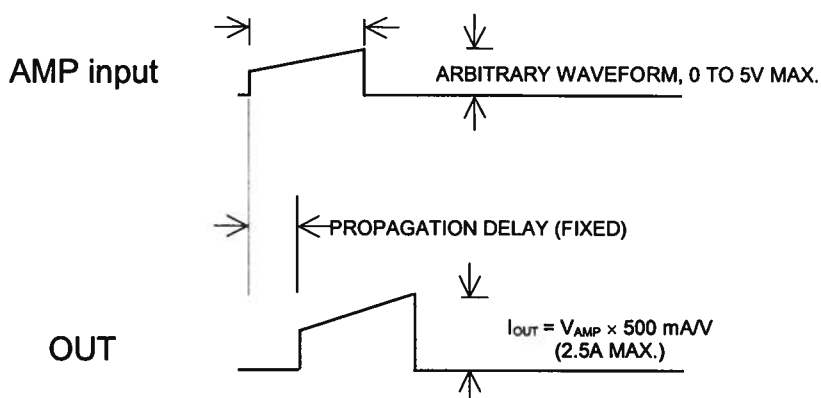 AMP input
ARBITRARY WAVEFORM, 0 TO 5V MAX.
PROPAGATION DELAY (FIXED)
OUT
IOUT = VAMP × 500 mA/V
(2.5A MAX.)